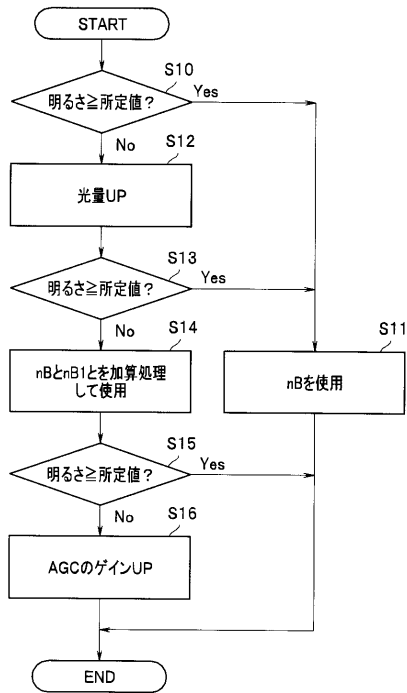 START
S10
明るさ≧所定値?
Yes
No
S12
光量UP
S13
明るさ≧所定値?
Yes
No
S14
nBとnB1とを加算処理
して使用
S11
nBを使用
S15
明るさ≧所定値?
Yes
No
S16
AGCのゲインUP
END